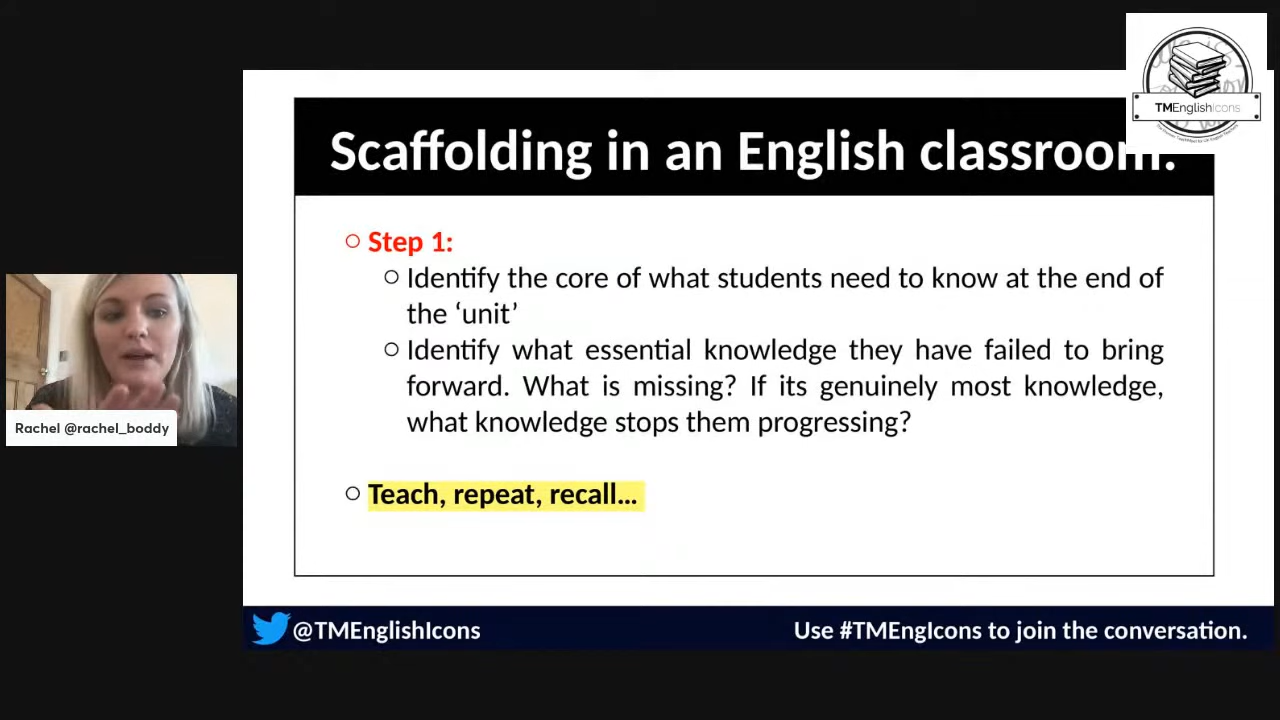 TMEnglishIcons
Scaffolding in an English classroom.
Step 1:
Identify the core of what students need to know at the end of
the ‘unit’
Identify what essential knowledge they have failed to bring
forward. What is missing? If its genuinely most knowledge,
what knowledge stops them progressing?
Teach, repeat, recall...
Rachel @rachel_boddy
@TMEnglishIcons
Use #TMEngIcons to join the conversation.